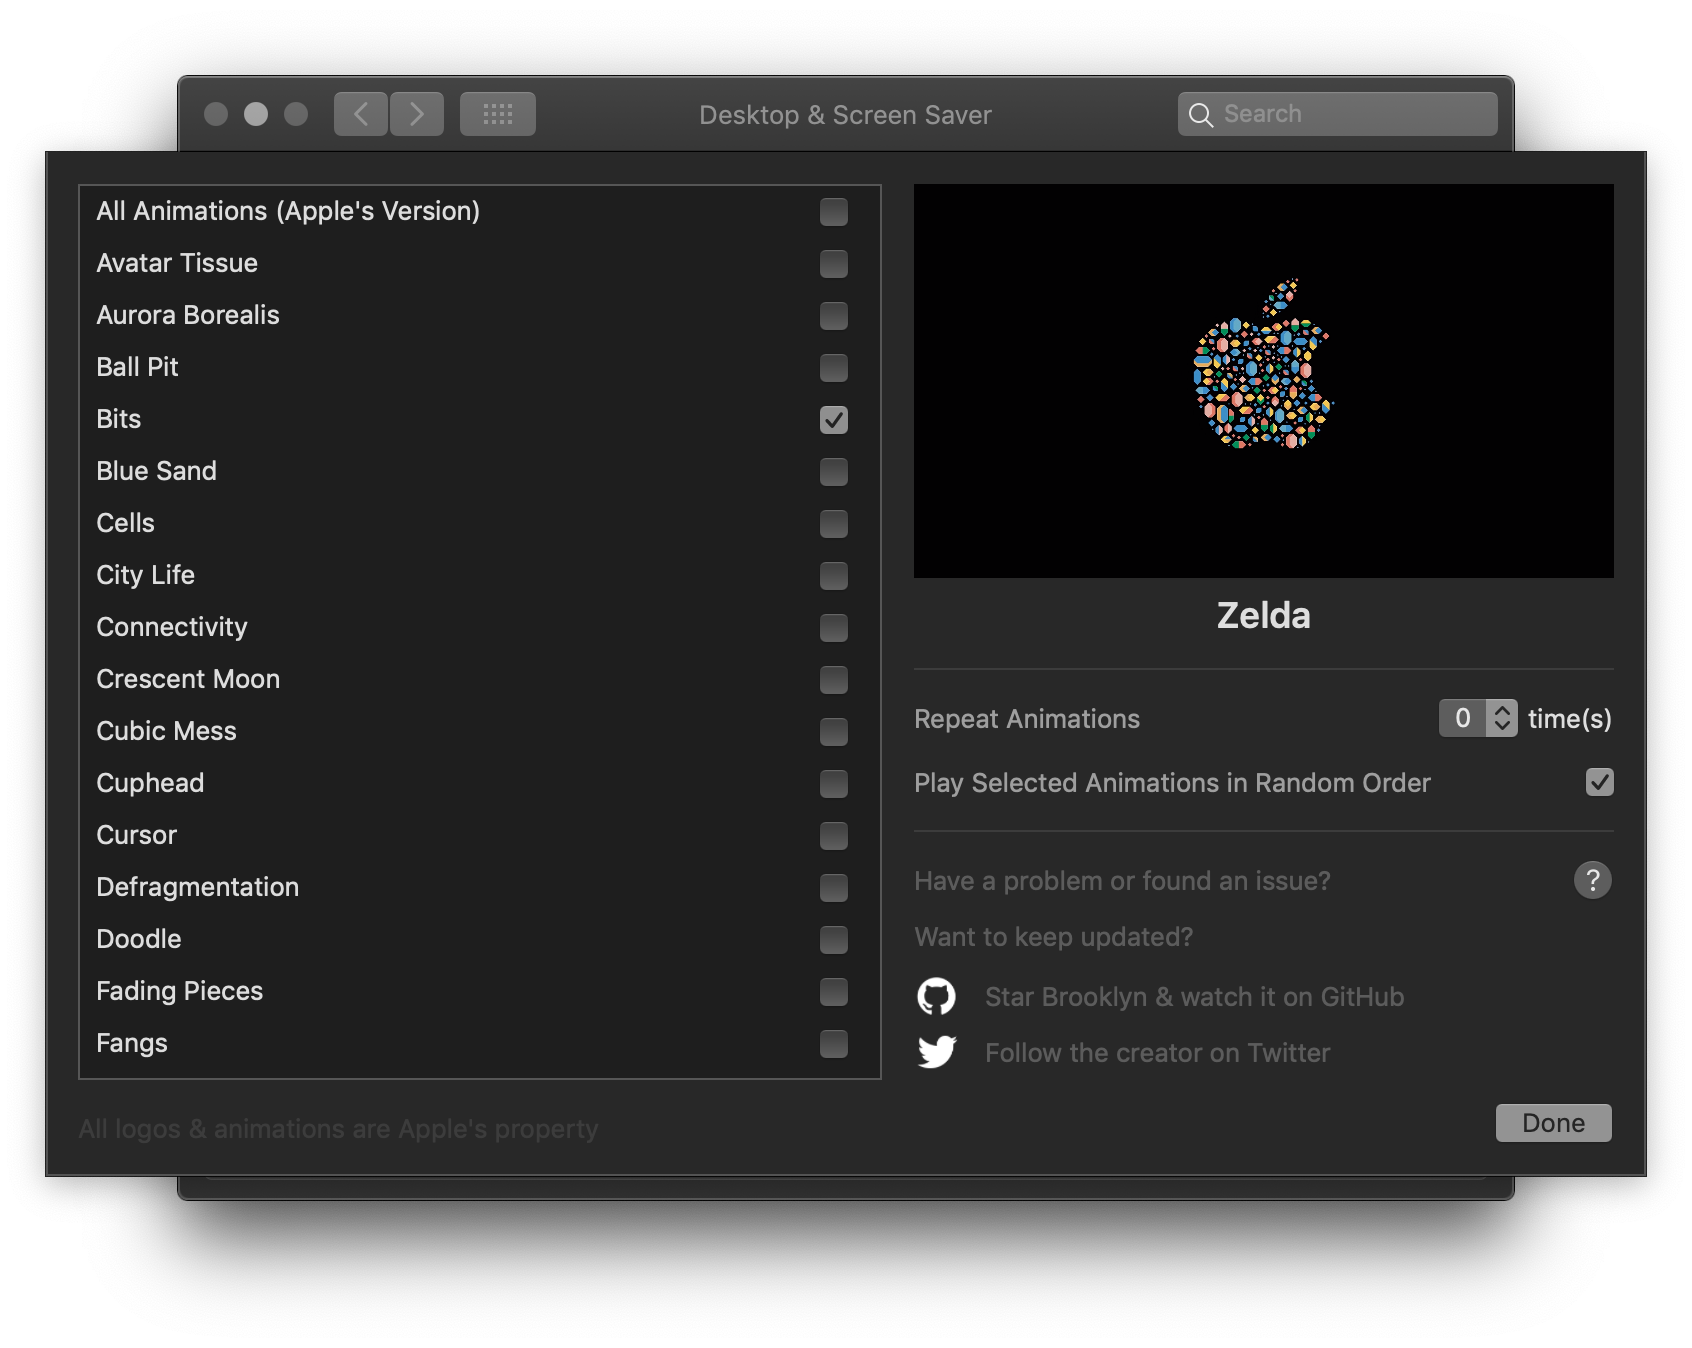 Desktop & Screen Saver
Search
All Animations (Apple's Version)
Avatar Tissue
Aurora Borealis
Ball Pit
Bits
Blue Sand
Cells
City Life
Connectivity
Crescent Moon
Cubic Mess
Cuphead
Cursor
Defragmentation
Doodle
Fading Pieces
Fangs
Zelda
Repeat Animations 0 time(s)
Play Selected Animations in Random Order
Have a problem or found an issue? ?
Want to keep updated?
Star Brooklyn & watch it on GitHub
Follow the creator on Twitter
All logos & animations are Apple's property
Done